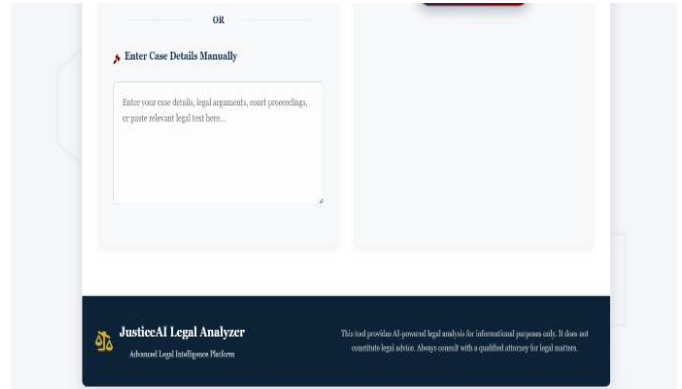 OR
Enter Case Details Manually
Enter your case details, legal arguments, court proceedings,
or paste relevant legal text here...
JusticeAI Legal Analyzer
Advanced Legal Intelligence Platform
This tool provides AI-powered legal analysis for informational purposes only. It does not
constitute legal advice. Always consult with a qualified attorney for legal matters.